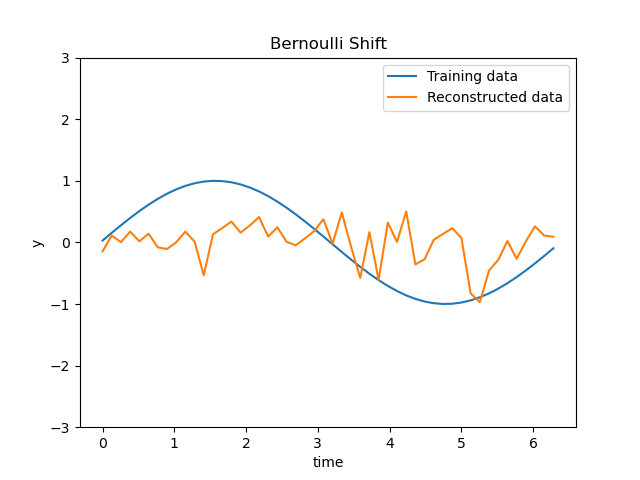 Bernoulli Shift
Training data
Reconstructed data
3
2
1
0
−1
−2
−3
y
0
1
2
3
4
5
6
time